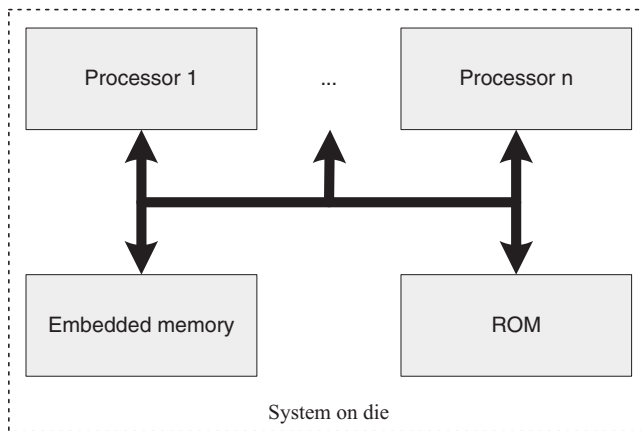 Processor 1
...
Processor n
Embedded memory
ROM
System on die